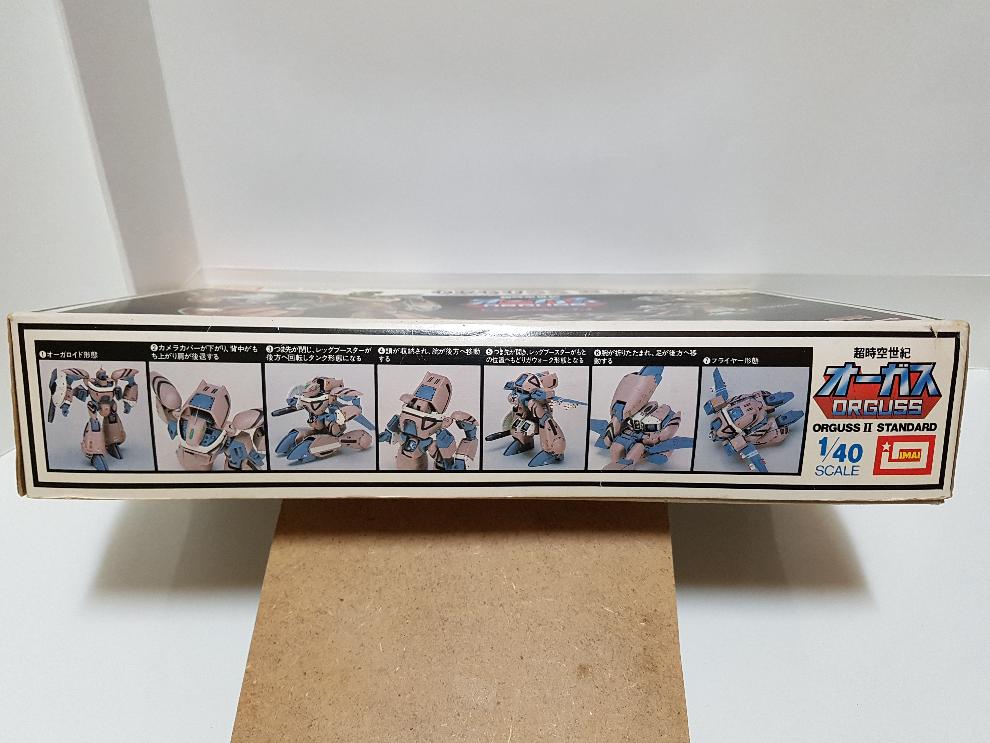 ①オーガロイド形態
②カメラカバーが下がり、背中がも
ち上がり肩が後退する
③つま先が閉じ、レッグブースターが
後方へ回転しタンク形態になる
④頭が収納され、腕が後方へ移動
する
⑤つま先が開き、レッグブースターがもと
の位置へもどりガウォーク形態となる
⑥腕が折りたたまれ、足が後方へ移
動する
⑦フライヤー形態
超時空世紀
オーガス
ORGUSS
ORGUSS II STANDARD
1/40
SCALE
IMAI